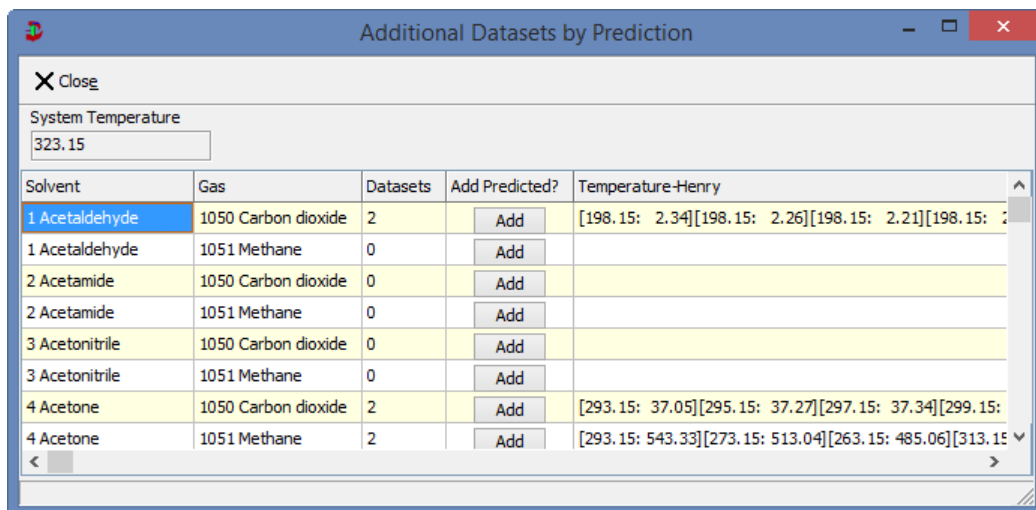 Additional Datasets by Prediction
Close
System Temperature
323.15
Solvent Gas Datasets Add Predicted? Temperature-Henry
1 Acetaldehyde 1050 Carbon dioxide 2 Add [198.15: 2.34][198.15: 2.26][198.15: 2.21][198.15:
1 Acetaldehyde 1051 Methane 0 Add
2 Acetamide 1050 Carbon dioxide 0 Add
2 Acetamide 1051 Methane 0 Add
3 Acetonitrile 1050 Carbon dioxide 0 Add
3 Acetonitrile 1051 Methane 0 Add
4 Acetone 1050 Carbon dioxide 2 Add [293.15: 37.05][295.15: 37.27][297.15: 37.34][299.15:
4 Acetone 1051 Methane 2 Add [293.15: 543.33][273.15: 513.04][263.15: 485.06][313.15